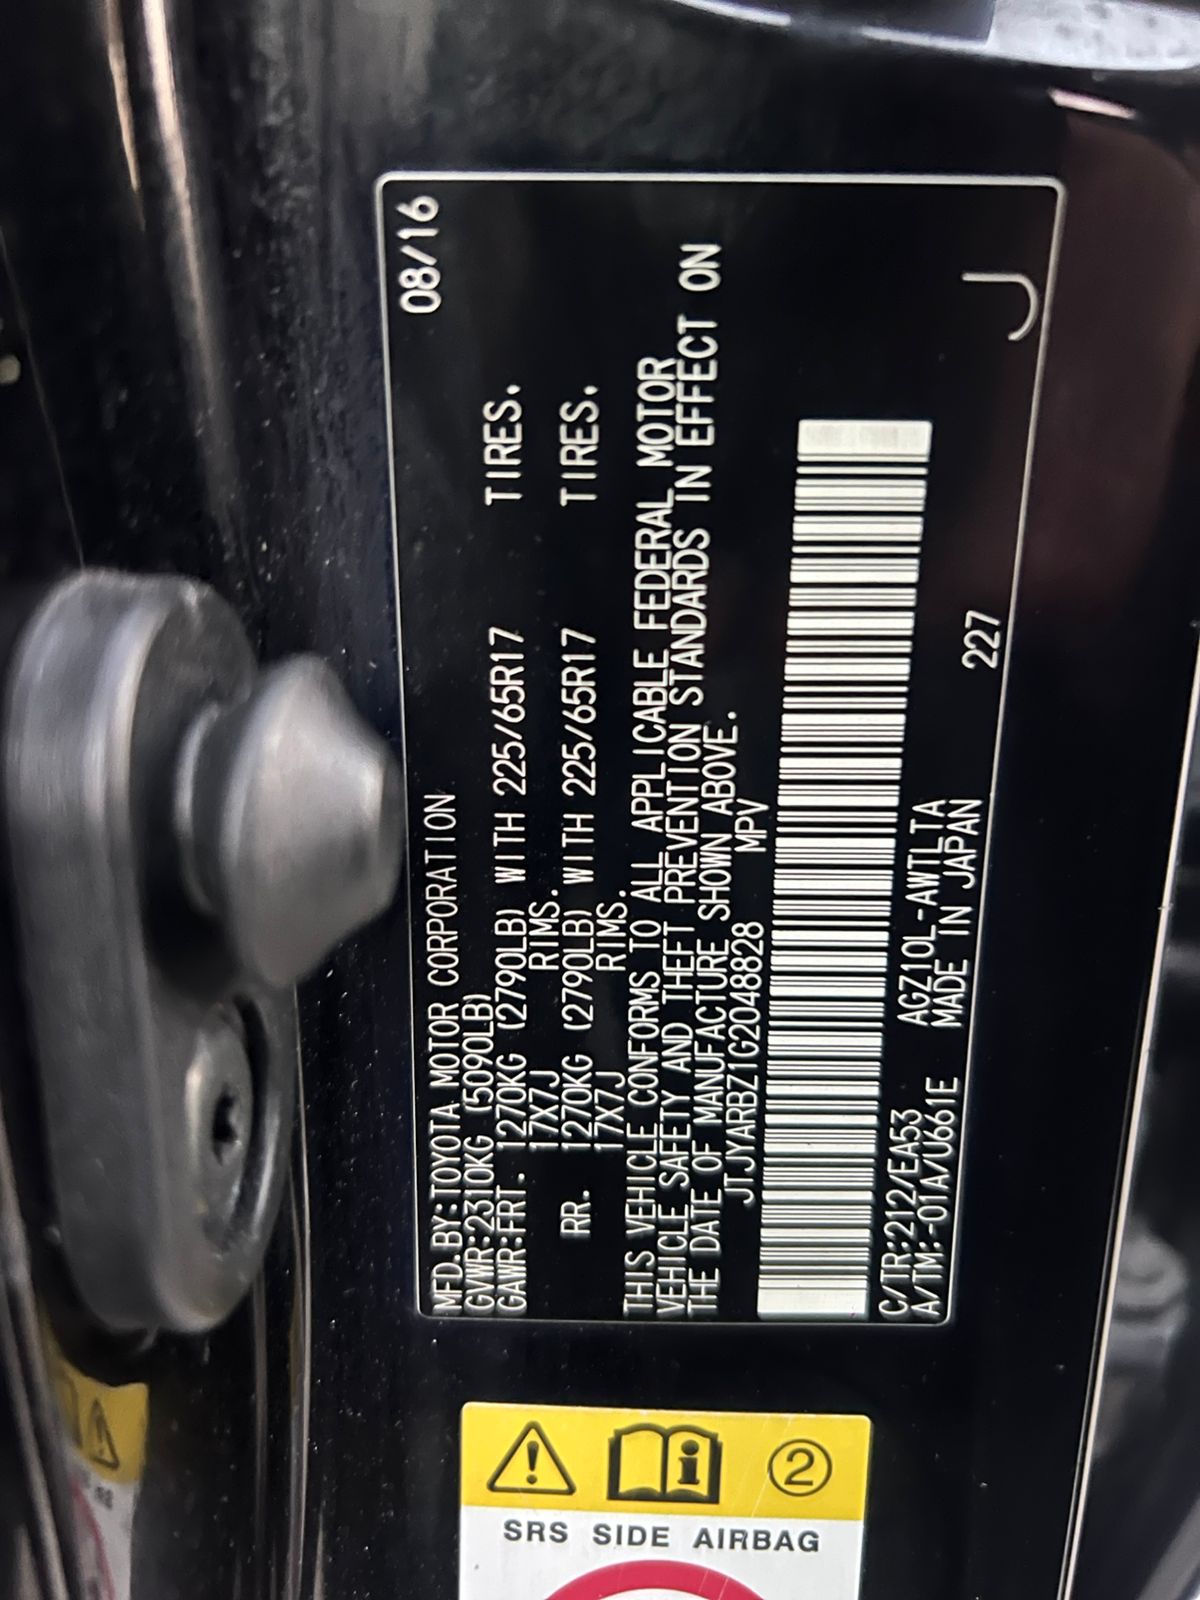 08/16
MFD.BY:TOYOTA MOTOR CORPORATION
GVWR:2310KG (5090LB)
GAWR:FRT. 1270KG (2790LB) WITH 225/65R17 TIRES.
17X7J RIMS.
RR. 1270KG (2790LB) WITH 225/65R17 TIRES.
17X7J RIMS.
THIS VEHICLE CONFORMS TO ALL APPLICABLE FEDERAL MOTOR
VEHICLE SAFETY AND THEFT PREVENTION STANDARDS IN EFFECT ON
THE DATE OF MANUFACTURE SHOWN ABOVE.
JTJYARBZ1G2048828 MPV
C/TR:212/EA53 AGZ10L-AWTLTA
A/TM:-01A/U661E MADE IN JAPAN 227
J
2
SRS SIDE AIRBAG